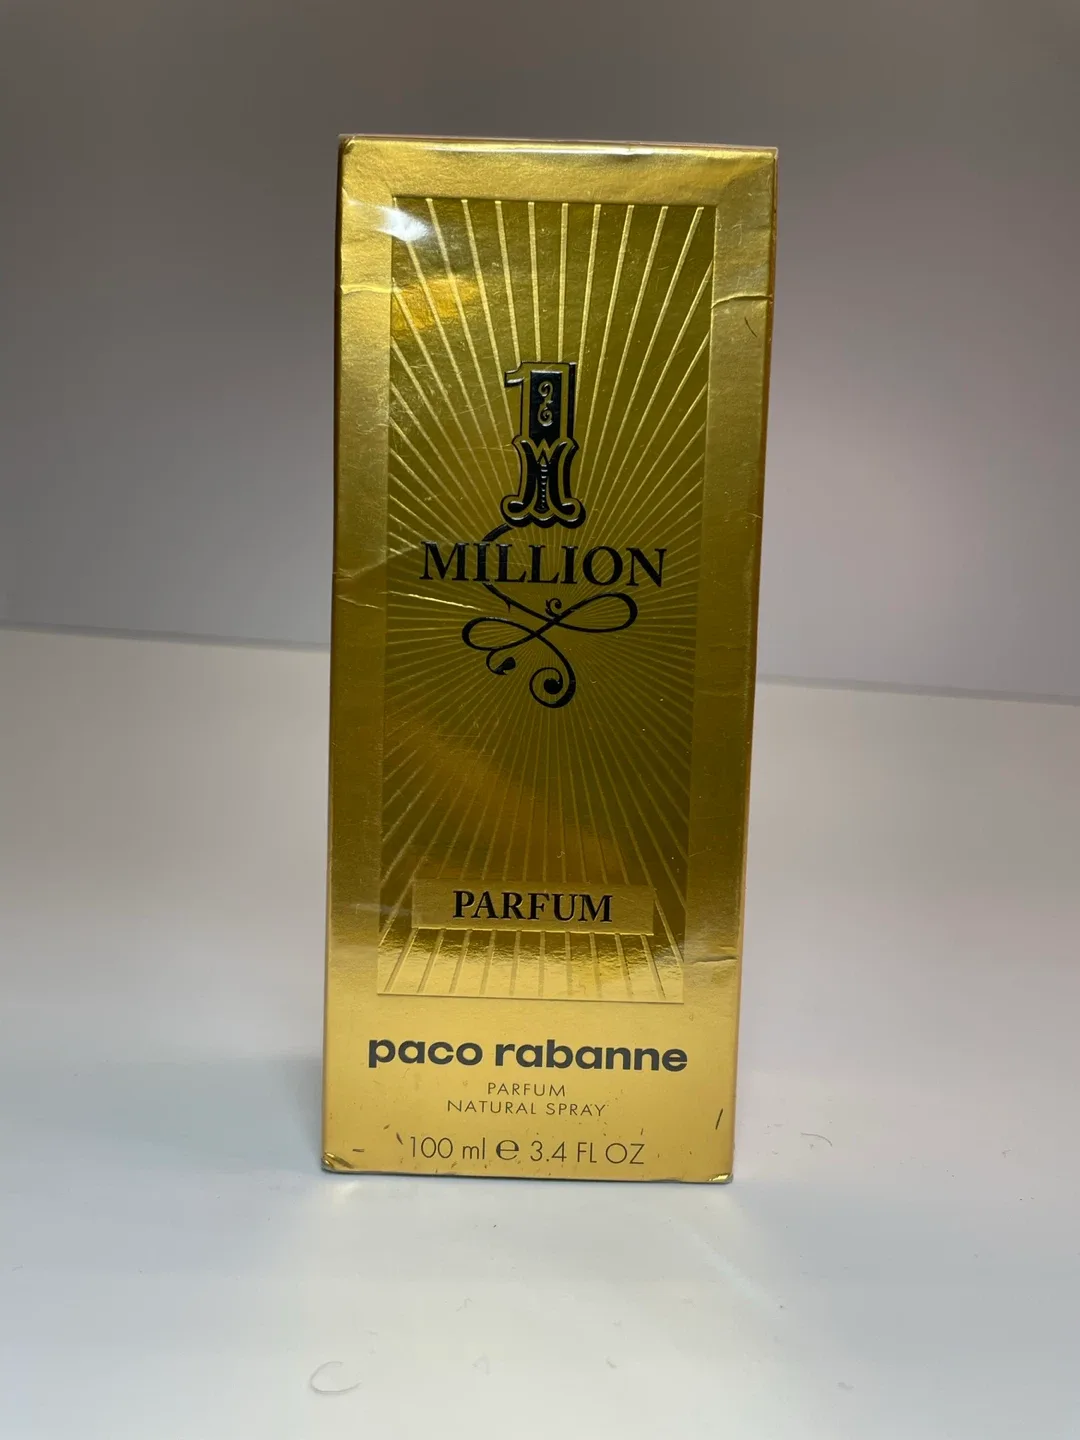 1
MILLION
PARFUM
paco rabanne
PARFUM
NATURAL SPRAY
100 ml ℮ 3.4 FL OZ